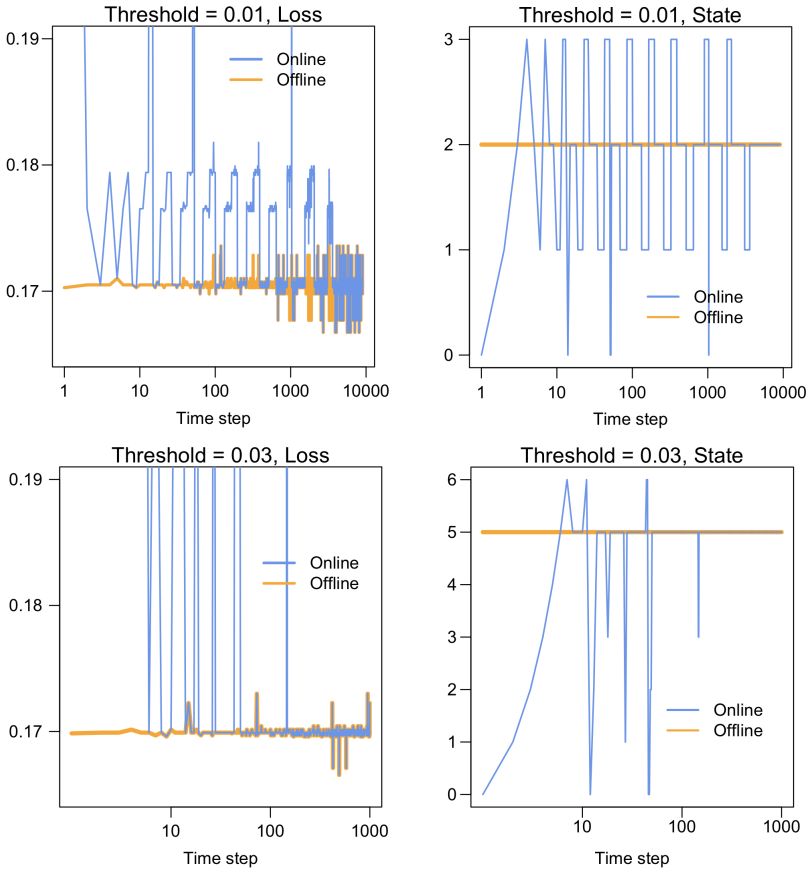 Threshold = 0.01, Loss
0.19
0.18
0.17
Online
Offline
1 10 100 1000 10000
Time step
Threshold = 0.01, State
3
2
1
0
Online
Offline
1 10 100 1000 10000
Time step
Threshold = 0.03, Loss
0.19
0.18
0.17
Online
Offline
10 100 1000
Time step
Threshold = 0.03, State
6
5
4
3
2
1
0
Online
Offline
10 100 1000
Time step